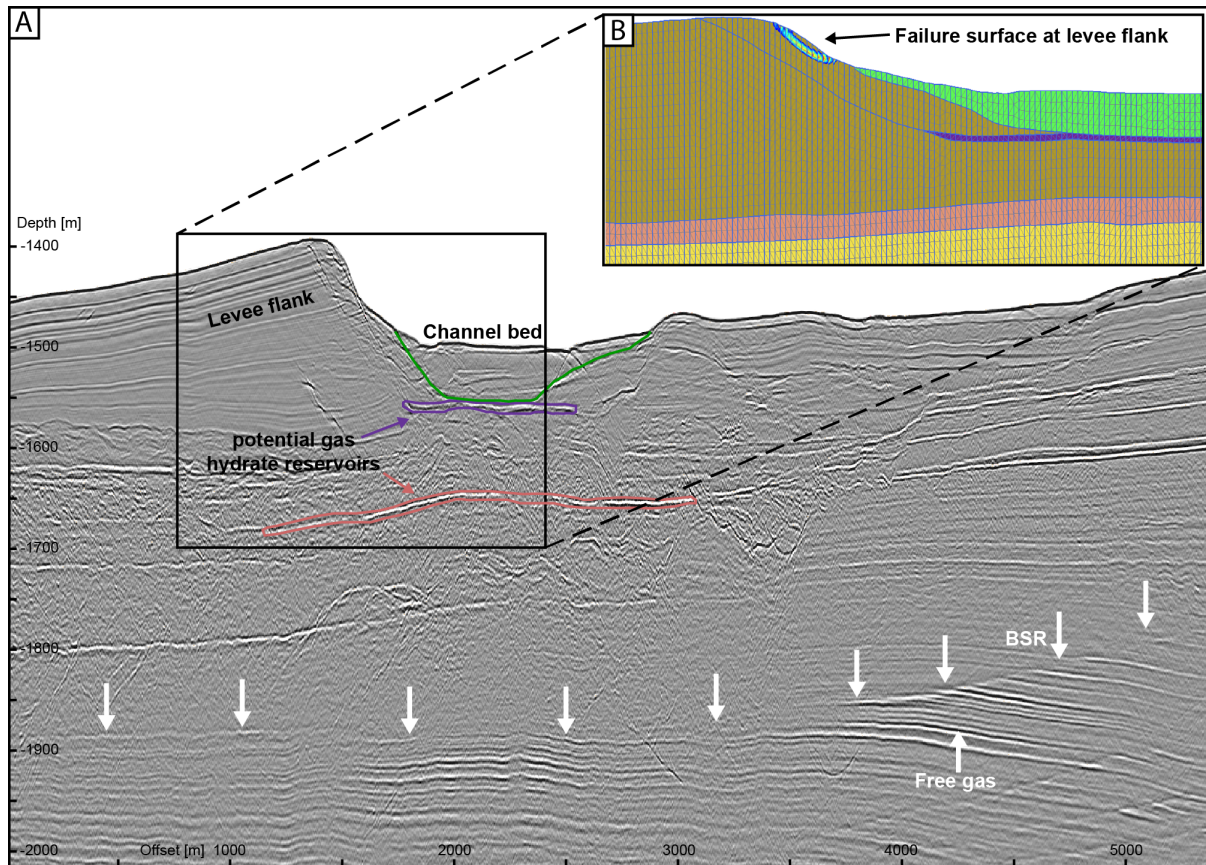 A
B
Failure surface at levee flank
Depth [m]
-1400
Levee flank
Channel bed
-1500
potential gas
hydrate reservoirs
-1600
-1700
-1800
BSR
-1900
Free gas
-2000
Offset [m] 1000
2000
3000
4000
5000